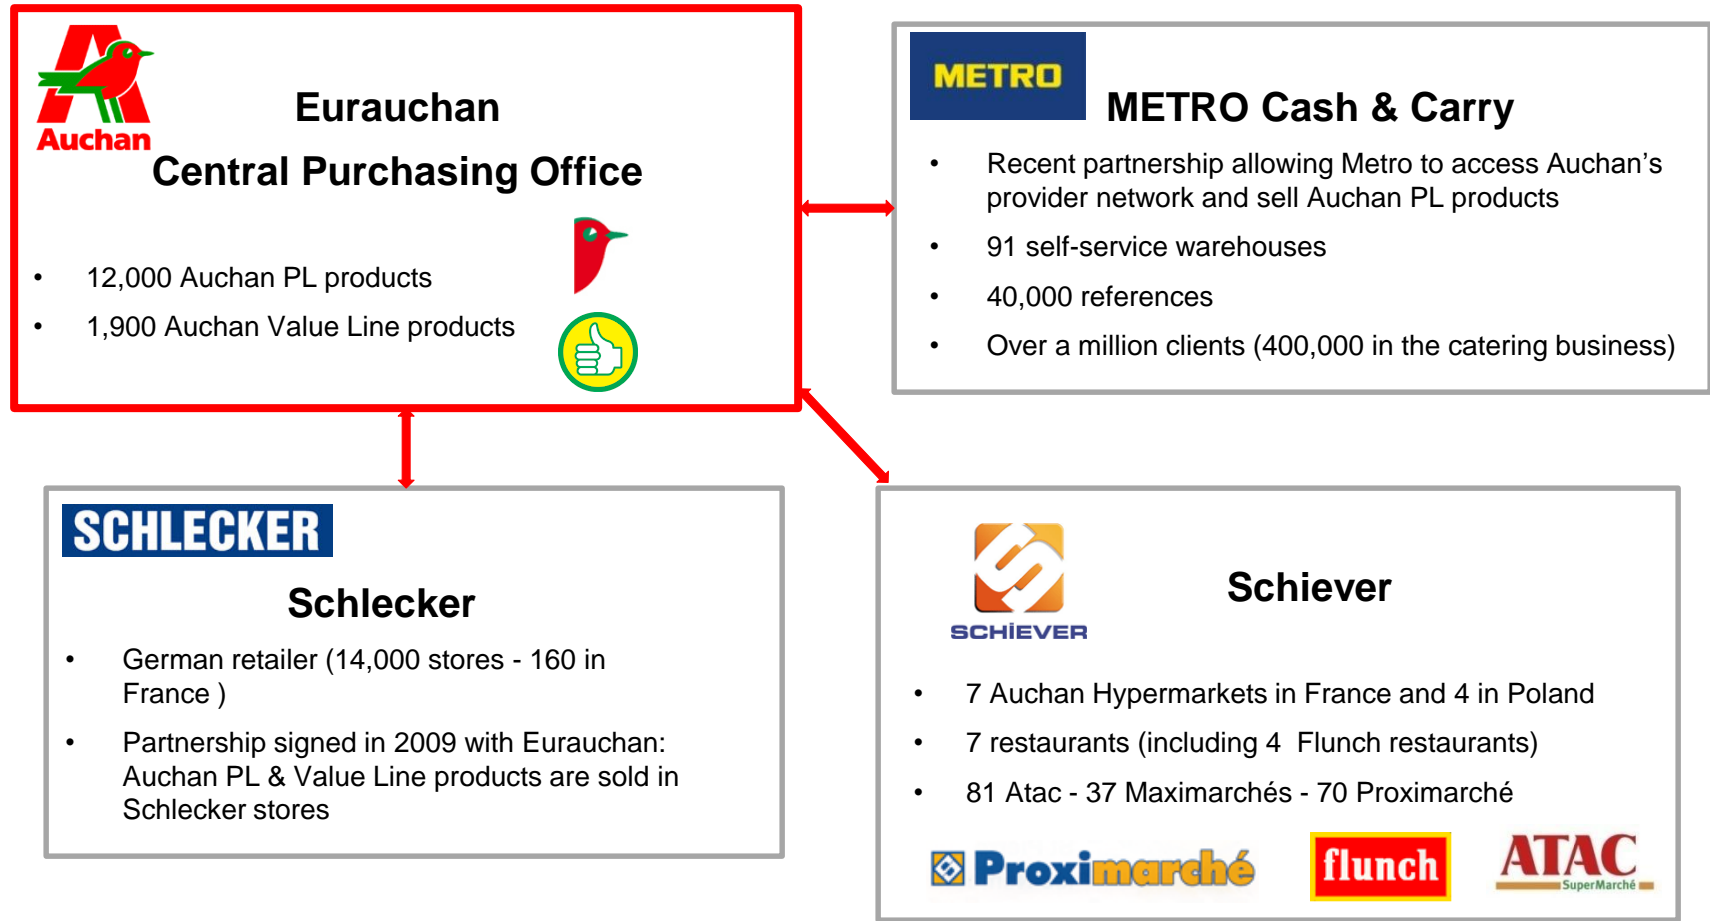 Auchan
Eurauchan
Central Purchasing Office
• 12,000 Auchan PL products
• 1,900 Auchan Value Line products
METRO
METRO Cash & Carry
• Recent partnership allowing Metro to access Auchan’s
provider network and sell Auchan PL products
• 91 self-service warehouses
• 40,000 references
• Over a million clients (400,000 in the catering business)
SCHLECKER
Schlecker
• German retailer (14,000 stores - 160 in
France )
• Partnership signed in 2009 with Eurauchan:
Auchan PL & Value Line products are sold in
Schlecker stores
SCHIEVER
Schiever
• 7 Auchan Hypermarkets in France and 4 in Poland
• 7 restaurants (including 4 Flunch restaurants)
• 81 Atac - 37 Maximarchés - 70 Proximarché
Proximarché
flunch
ATAC
SuperMarché